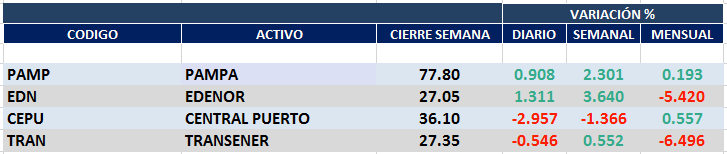 VARIACIÓN %
CODIGO ACTIVO CIERRE SEMANA DIARIO SEMANAL MENSUAL
PAMP PAMPA 77.80 0.908 2.301 0.193
EDN EDENOR 27.05 1.311 3.640 -5.420
CEPU CENTRAL PUERTO 36.10 -2.957 -1.366 0.557
TRAN TRANSENER 27.35 -0.546 0.552 -6.496